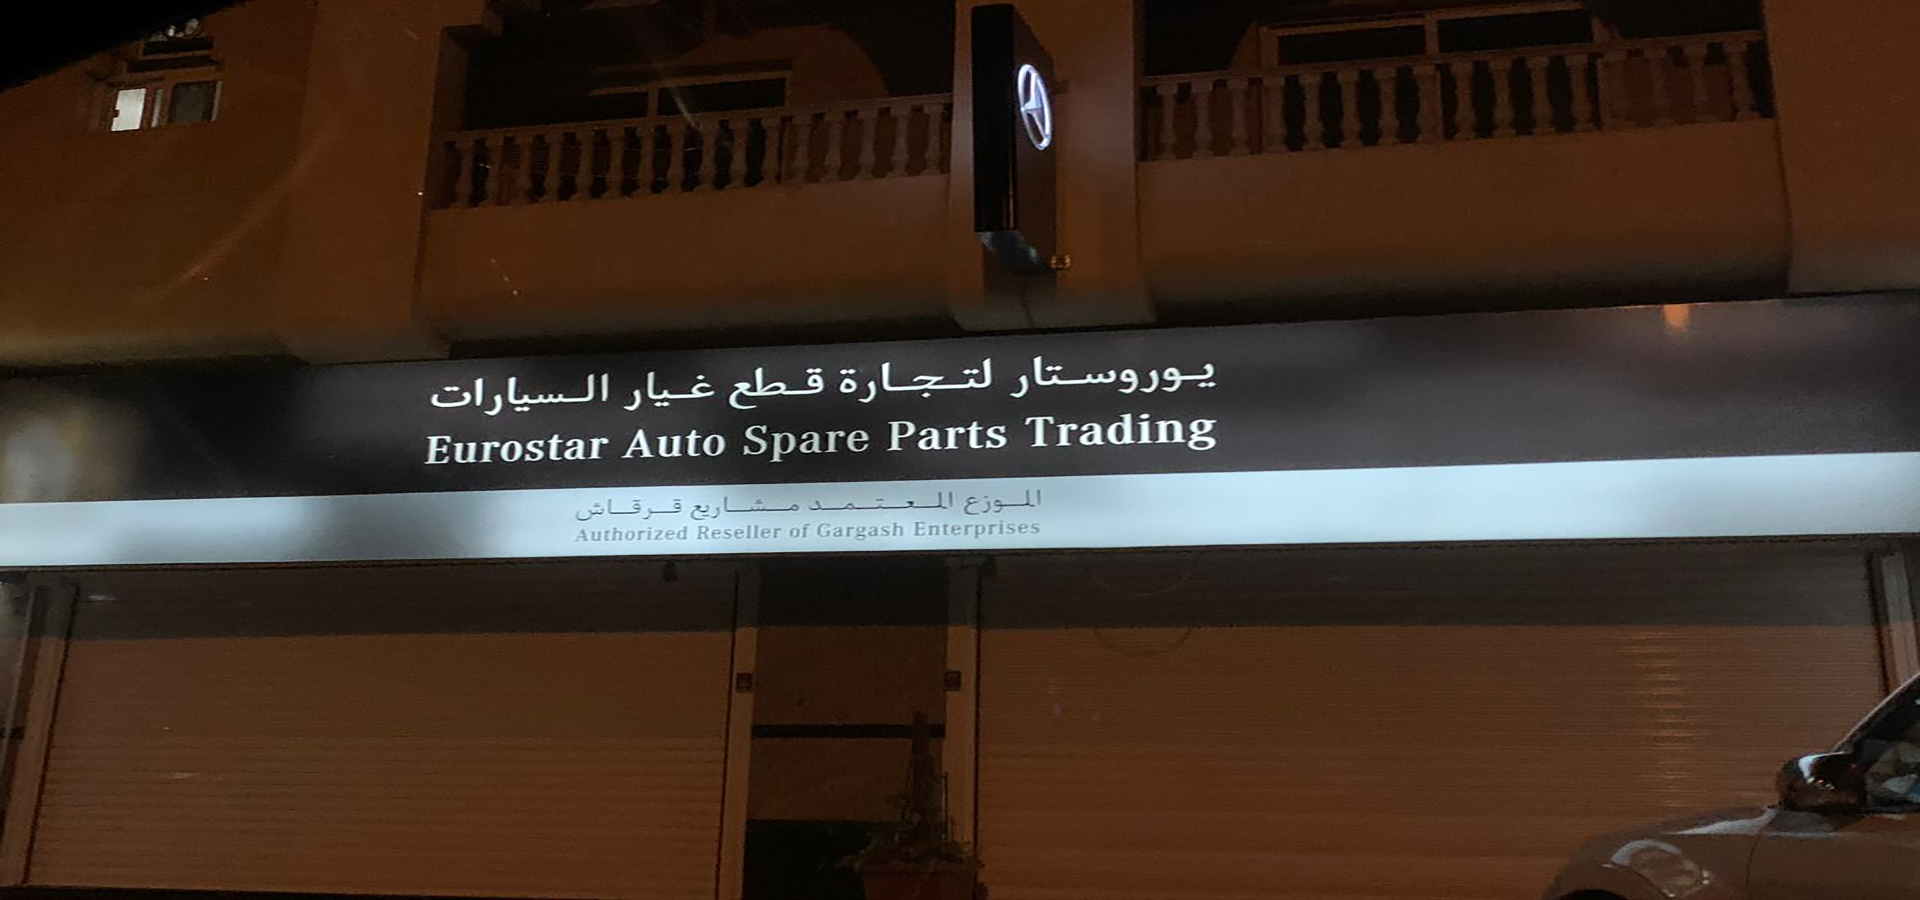 يوروستار لتجارة قطع غيار السيارات
Eurostar Auto Spare Parts Trading
الموزع المعتمد مشاريع قرقاش
Authorized Reseller of Gargash Enterprises